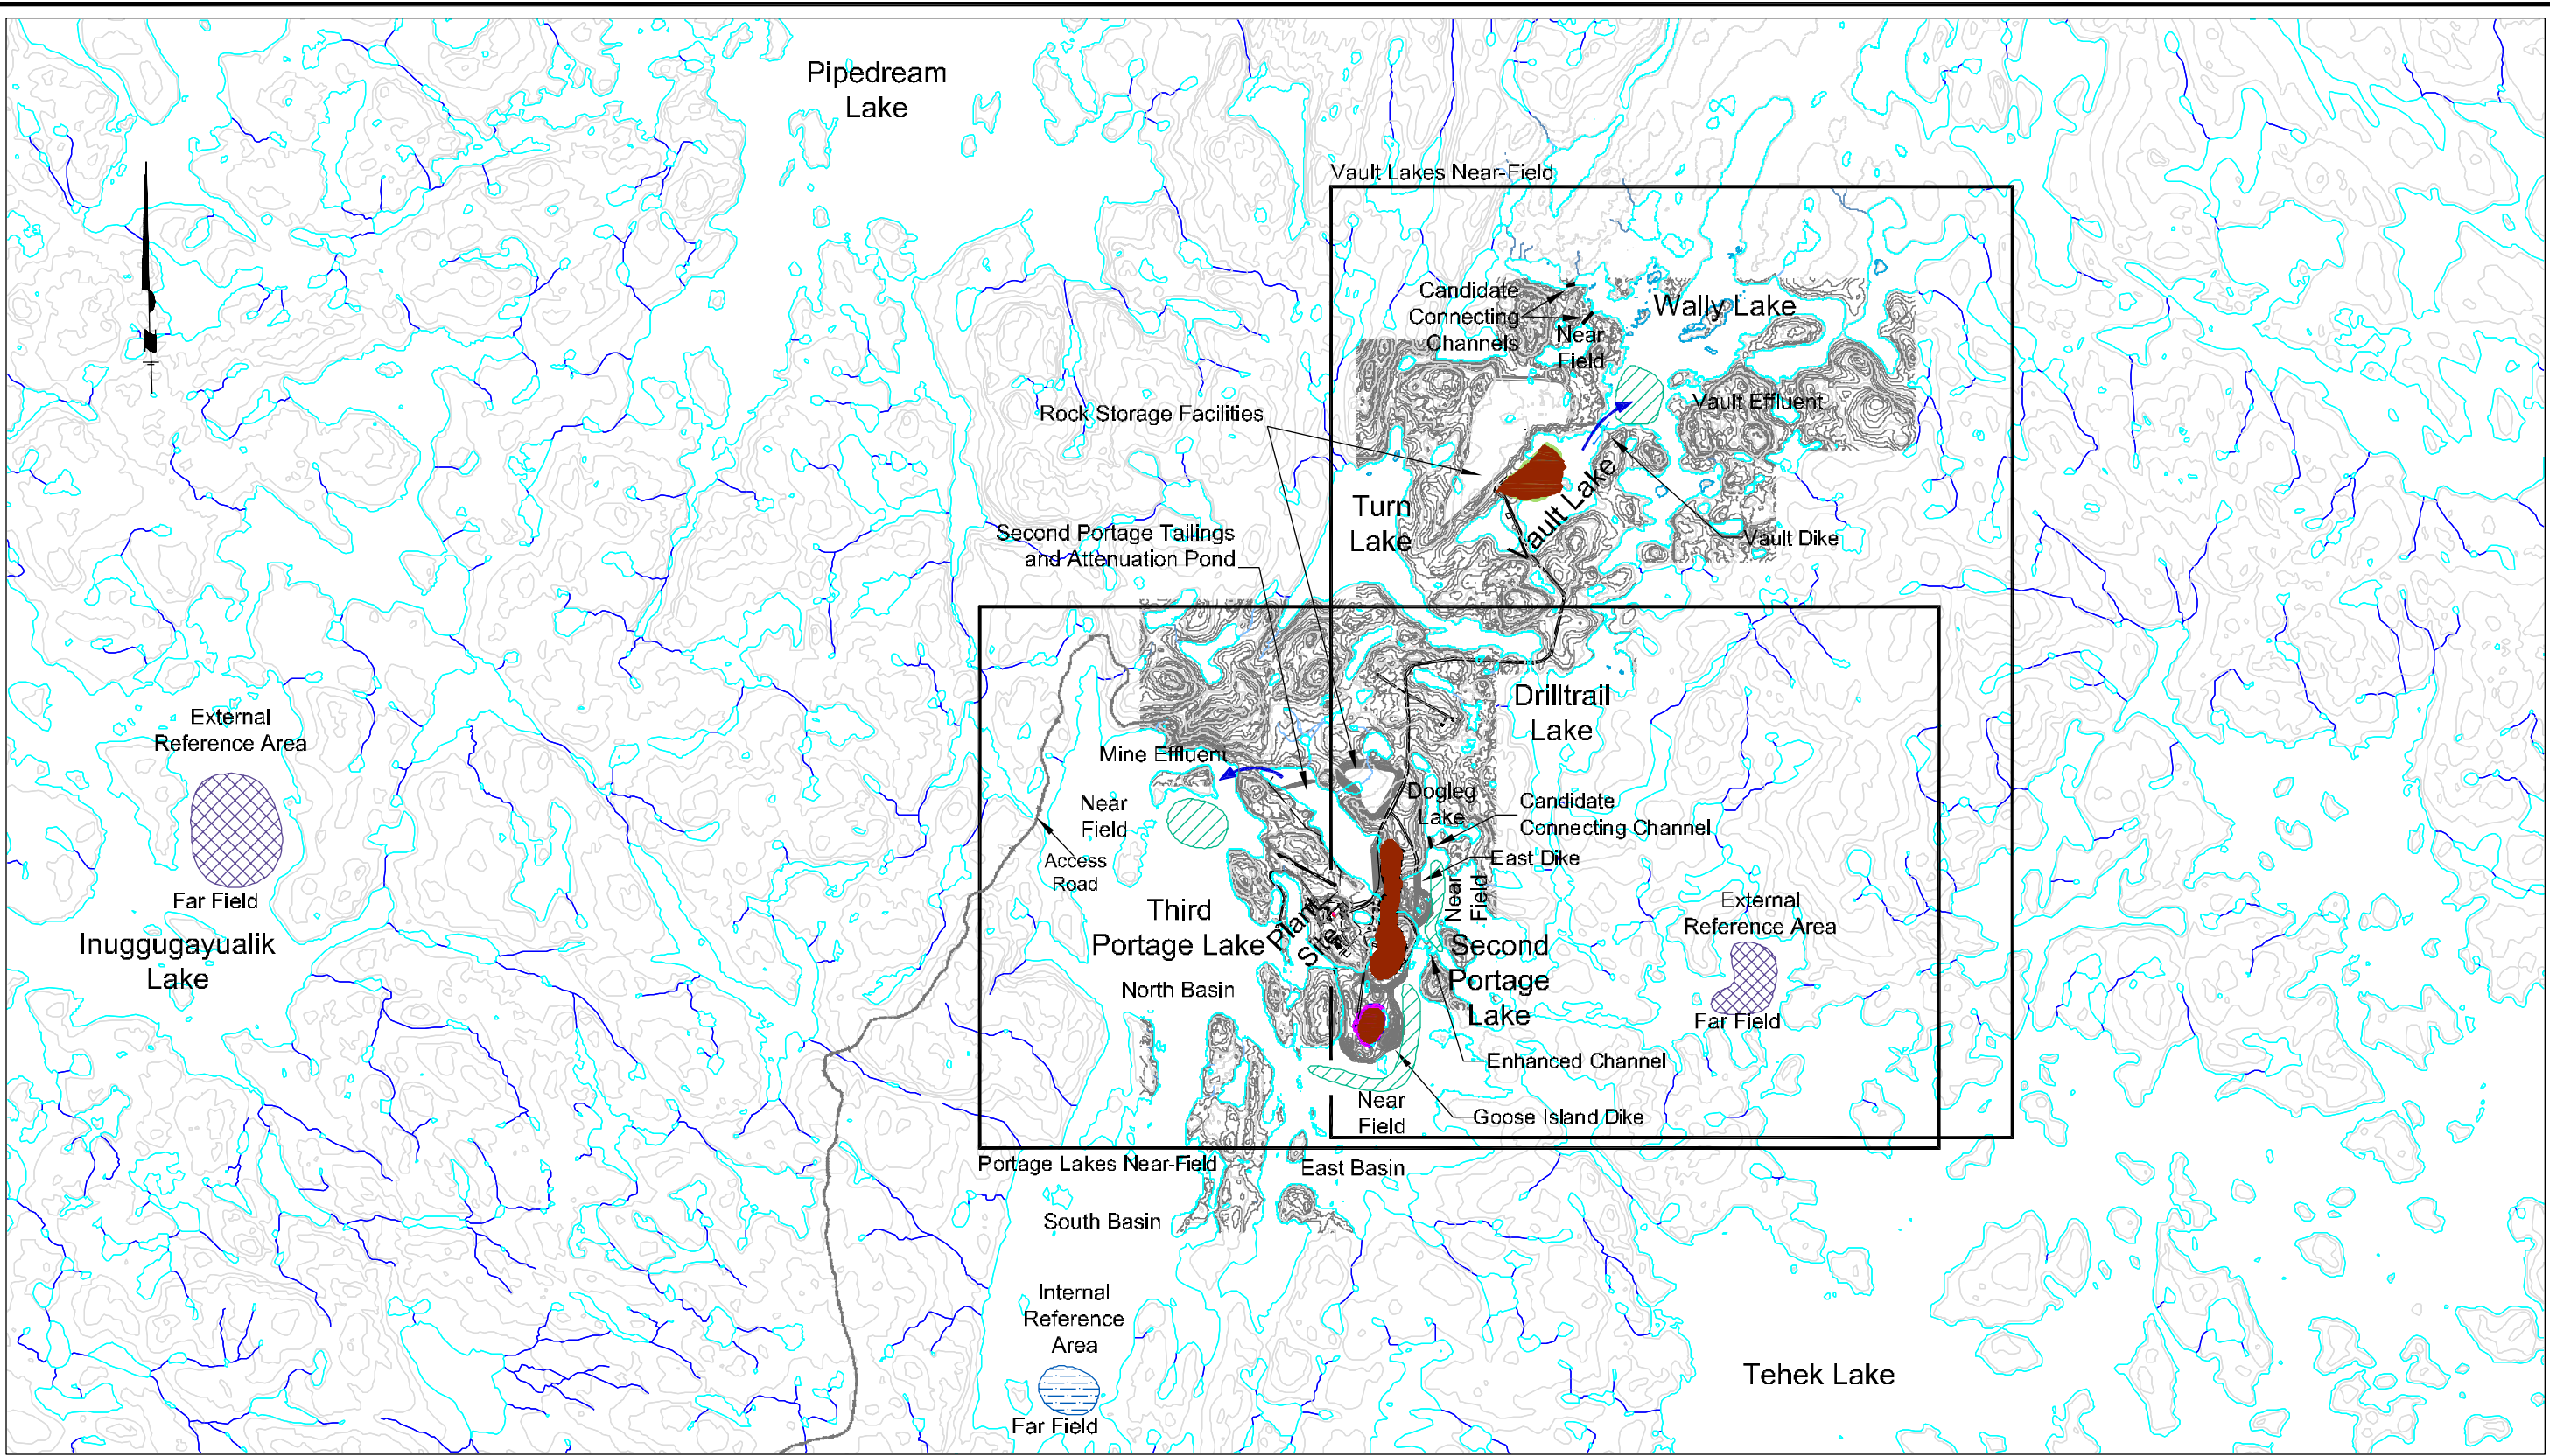 Pipedream
Lake
Vault Lakes Near-Field
Candidate
Connecting
Channels
Near
Field
Wally Lake
Vault Effluent
Rock Storage Facilities
Turn
Lake
Vault Lake
Vault Dike
Second Portage Tailings
and Attenuation Pond
Drilltrail
Lake
External
Reference Area
Far Field
Inuggugayualik
Lake
Mine Effluent
Near
Field
Access
Road
Dogleg
Lake
Candidate
Connecting Channel
East Dike
Near
Field
Third
Portage Lake
Plant
Site
North Basin
Second
Portage
Lake
External
Reference Area
Far Field
Enhanced Channel
Near
Field
Goose Island Dike
Portage Lakes Near-Field
East Basin
South Basin
Internal
Reference
Area
Far Field
Tehek Lake